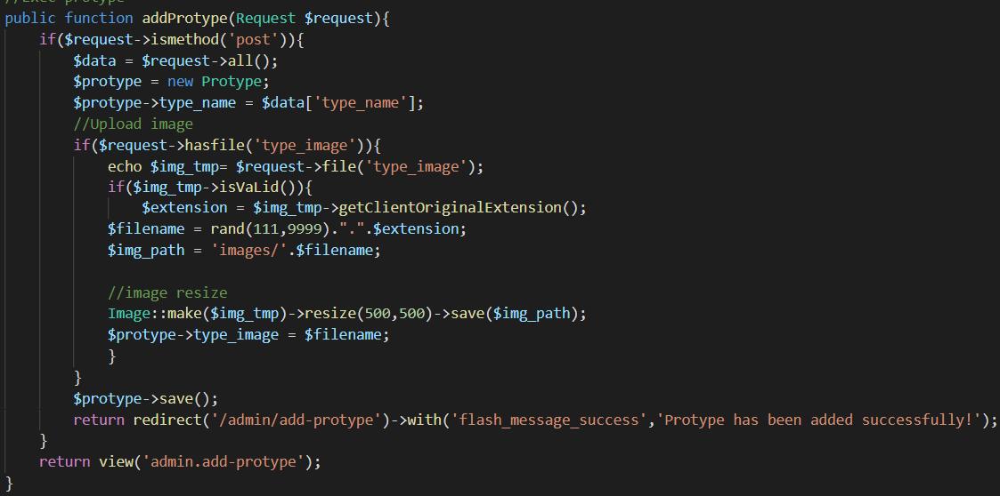 //Exec protype
public function addProtype(Request $request){
if($request->ismethod('post')){
$data = $request->all();
$protype = new Protype;
$protype->type_name = $data['type_name'];
//Upload image
if($request->hasfile('type_image')){
echo $img_tmp= $request->file('type_image');
if($img_tmp->isVaLid()){
$extension = $img_tmp->getClientOriginalExtension();
$filename = rand(111,9999).".".$extension;
$img_path = 'images/'.$filename;
//image resize
Image::make($img_tmp)->resize(500,500)->save($img_path);
$protype->type_image = $filename;
}
}
$protype->save();
return redirect('/admin/add-protype')->with('flash_message_success','Protype has been added successfully!');
}
return view('admin.add-protype');
}